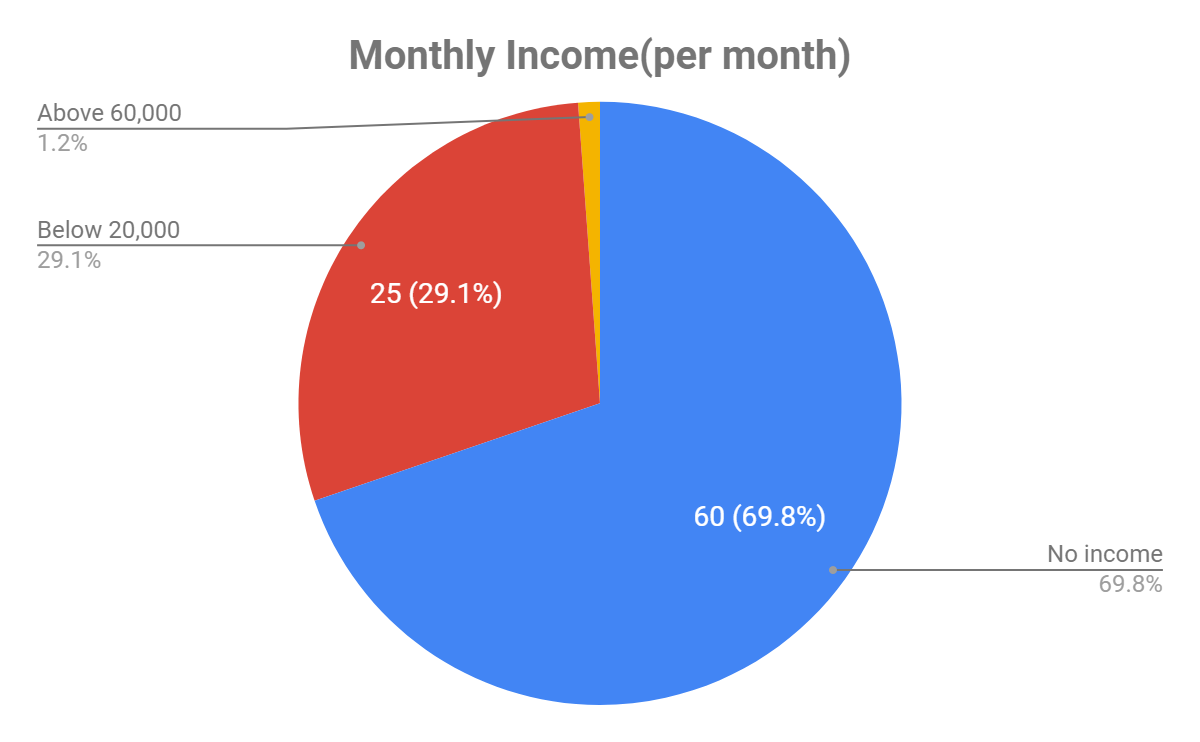 Monthly Income(per month)
Above 60,000
1.2%
Below 20,000
29.1%
25 (29.1%)
60 (69.8%)
No income
69.8%